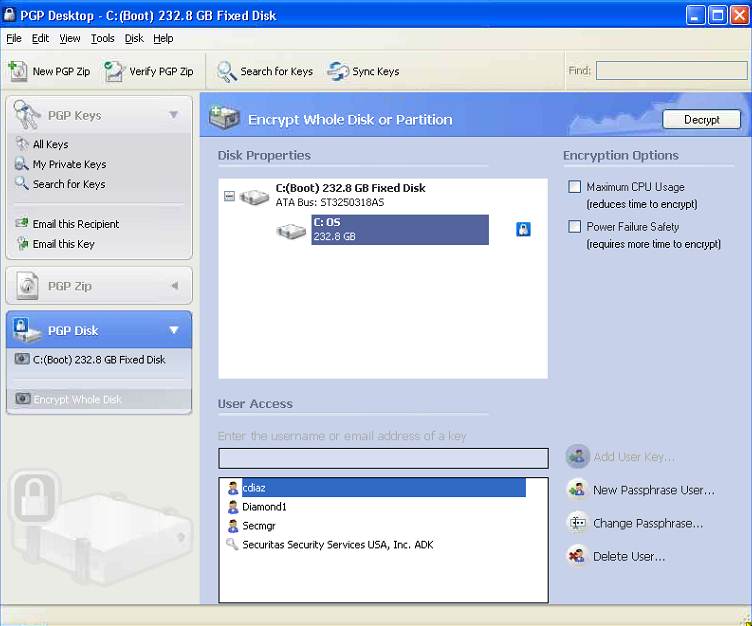 PGP Desktop - C:(Boot) 232.8 GB Fixed Disk
File Edit View Tools Disk Help
New PGP Zip Verify PGP Zip Search for Keys Sync Keys Find:
PGP Keys
All Keys
My Private Keys
Search for Keys
Email this Recipient
Email this Key
PGP Zip
PGP Disk
C:(Boot) 232.8 GB Fixed Disk
Encrypt Whole Disk
Encrypt Whole Disk or Partition
Decrypt
Disk Properties
C:(Boot) 232.8 GB Fixed Disk
ATA Bus: ST3250318AS
C: OS
232.8 GB
Encryption Options
Maximum CPU Usage
(reduces time to encrypt)
Power Failure Safety
(requires more time to encrypt)
User Access
Enter the username or email address of a key
cdiaz
Diamond1
Secmgr
Securitas Security Services USA, Inc. ADK
Add User Key...
New Passphrase User...
Change Passphrase...
Delete User...